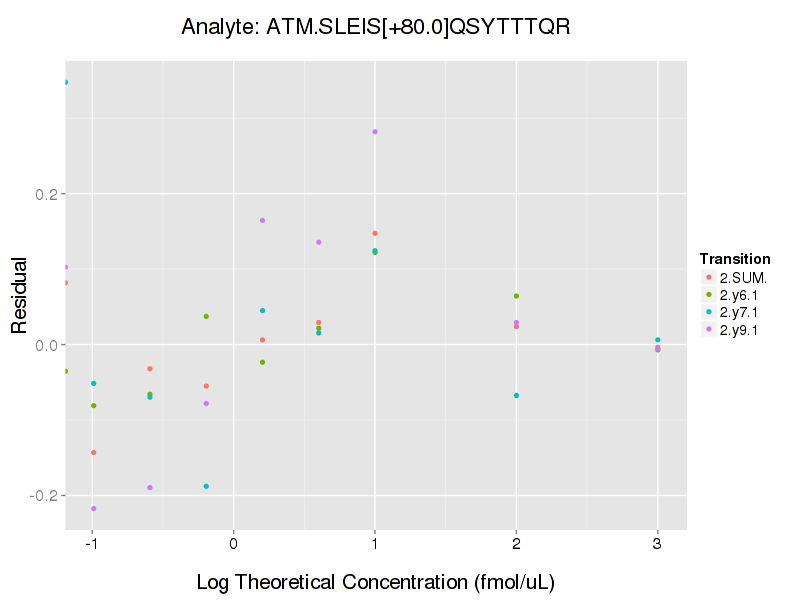 Analyte: ATM.SLEIS[+80.0]QSYTTTQR
Residual
0.2
0.0
-0.2
-1
0
1
2
3
Log Theoretical Concentration (fmol/uL)
Transition
2.SUM.
2.y6.1
2.y7.1
2.y9.1